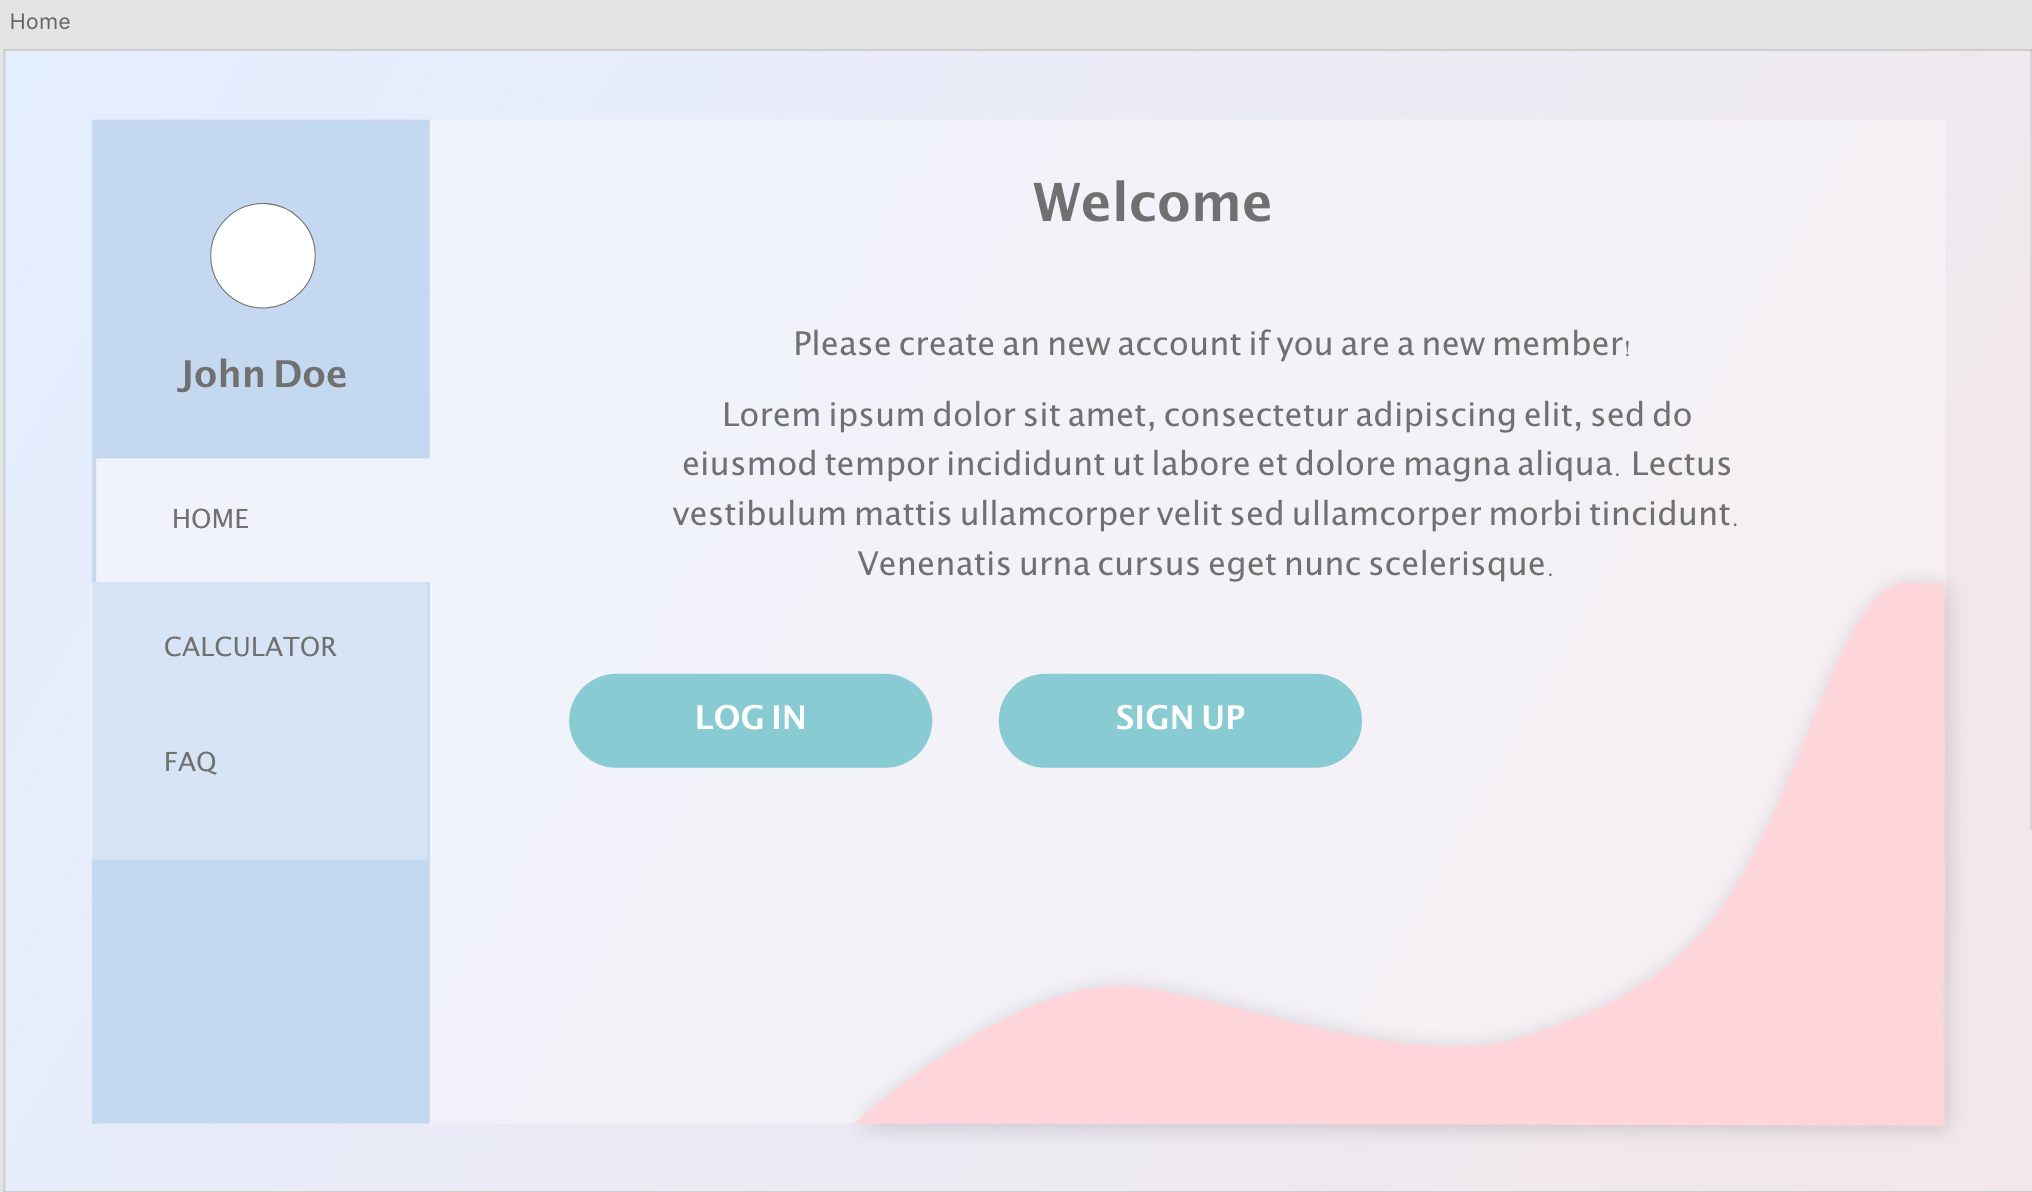 Home
John Doe
HOME
CALCULATOR
FAQ
Welcome
Please create an new account if you are a new member!
Lorem ipsum dolor sit amet, consectetur adipiscing elit, sed do
eiusmod tempor incididunt ut labore et dolore magna aliqua. Lectus
vestibulum mattis ullamcorper velit sed ullamcorper morbi tincidunt.
Venenatis urna cursus eget nunc scelerisque.
LOG IN
SIGN UP